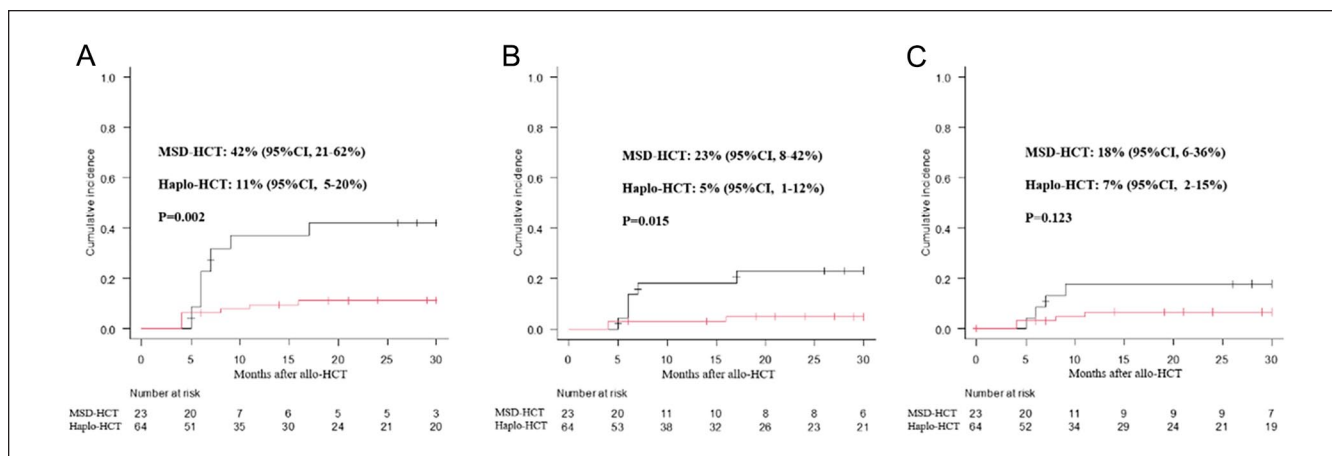 A
1.0
0.8
0.6
0.4
0.2
0.0
Cumulative incidence
MSD-HCT: 42% (95%CI, 21-62%)
Haplo-HCT: 11% (95%CI, 5-20%)
P=0.002
0 5 10 15 20 25 30
Months after allo-HCT
Number at risk
MSD-HCT 23 20 7 6 5 5 3
Haplo-HCT 64 51 35 30 24 21 20
B
1.0
0.8
0.6
0.4
0.2
0.0
Cumulative incidence
MSD-HCT: 23% (95%CI, 8-42%)
Haplo-HCT: 5% (95%CI, 1-12%)
P=0.015
0 5 10 15 20 25 30
Months after allo-HCT
Number at risk
MSD-HCT 23 20 11 10 8 8 6
Haplo-HCT 64 53 38 32 26 23 21
C
1.0
0.8
0.6
0.4
0.2
0.0
Cumulative incidence
MSD-HCT: 18% (95%CI, 6-36%)
Haplo-HCT: 7% (95%CI, 2-15%)
P=0.123
0 5 10 15 20 25 30
Months after allo-HCT
Number at risk
MSD-HCT 23 20 11 9 9 9 7
Haplo-HCT 64 52 34 29 24 21 19